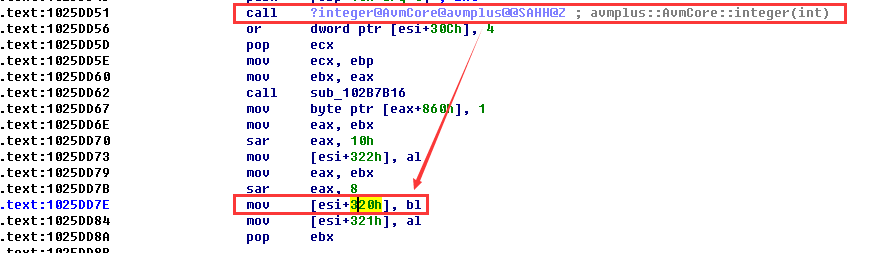 .text:1025DD51 call ?integer@AvmCore@avmplus@@SAHH@Z ; avmplus::AvmCore::integer(int)
.text:1025DD56 or dword ptr [esi+30Ch], 4
.text:1025DD5D pop ecx
.text:1025DD5E mov ecx, ebp
.text:1025DD60 mov ebx, eax
.text:1025DD62 call sub_102B7B16
.text:1025DD67 mov byte ptr [eax+860h], 1
.text:1025DD6E mov eax, ebx
.text:1025DD70 sar eax, 10h
.text:1025DD73 mov [esi+322h], al
.text:1025DD79 mov eax, ebx
.text:1025DD7B sar eax, 8
.text:1025DD7E mov [esi+320h], bl
.text:1025DD84 mov [esi+321h], al
.text:1025DD8A pop ebx